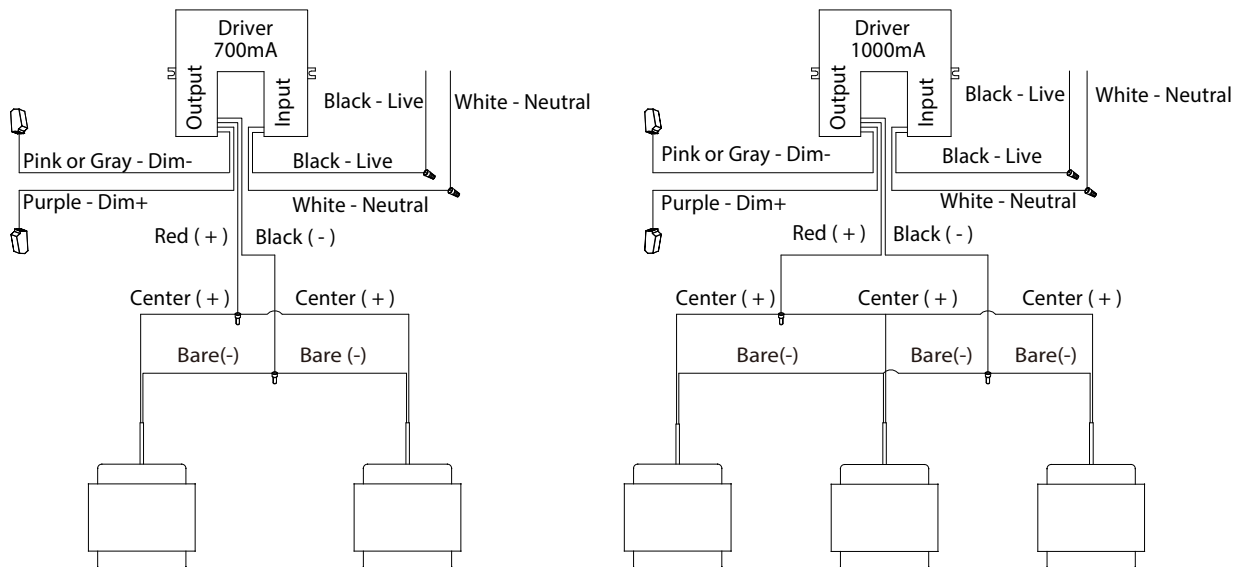 Driver
700mA
Output
Input
Black - Live
White - Neutral
Pink or Gray - Dim-
Black - Live
Purple - Dim+
White - Neutral
Red ( + )
Black ( - )
Center ( + )
Center ( + )
Bare(-)
Bare (-)
Driver
1000mA
Output
Input
Black - Live
White - Neutral
Pink or Gray - Dim-
Black - Live
Purple - Dim+
White - Neutral
Red ( + )
Black ( - )
Center ( + )
Center ( + )
Center ( + )
Bare(-)
Bare(-)
Bare(-)